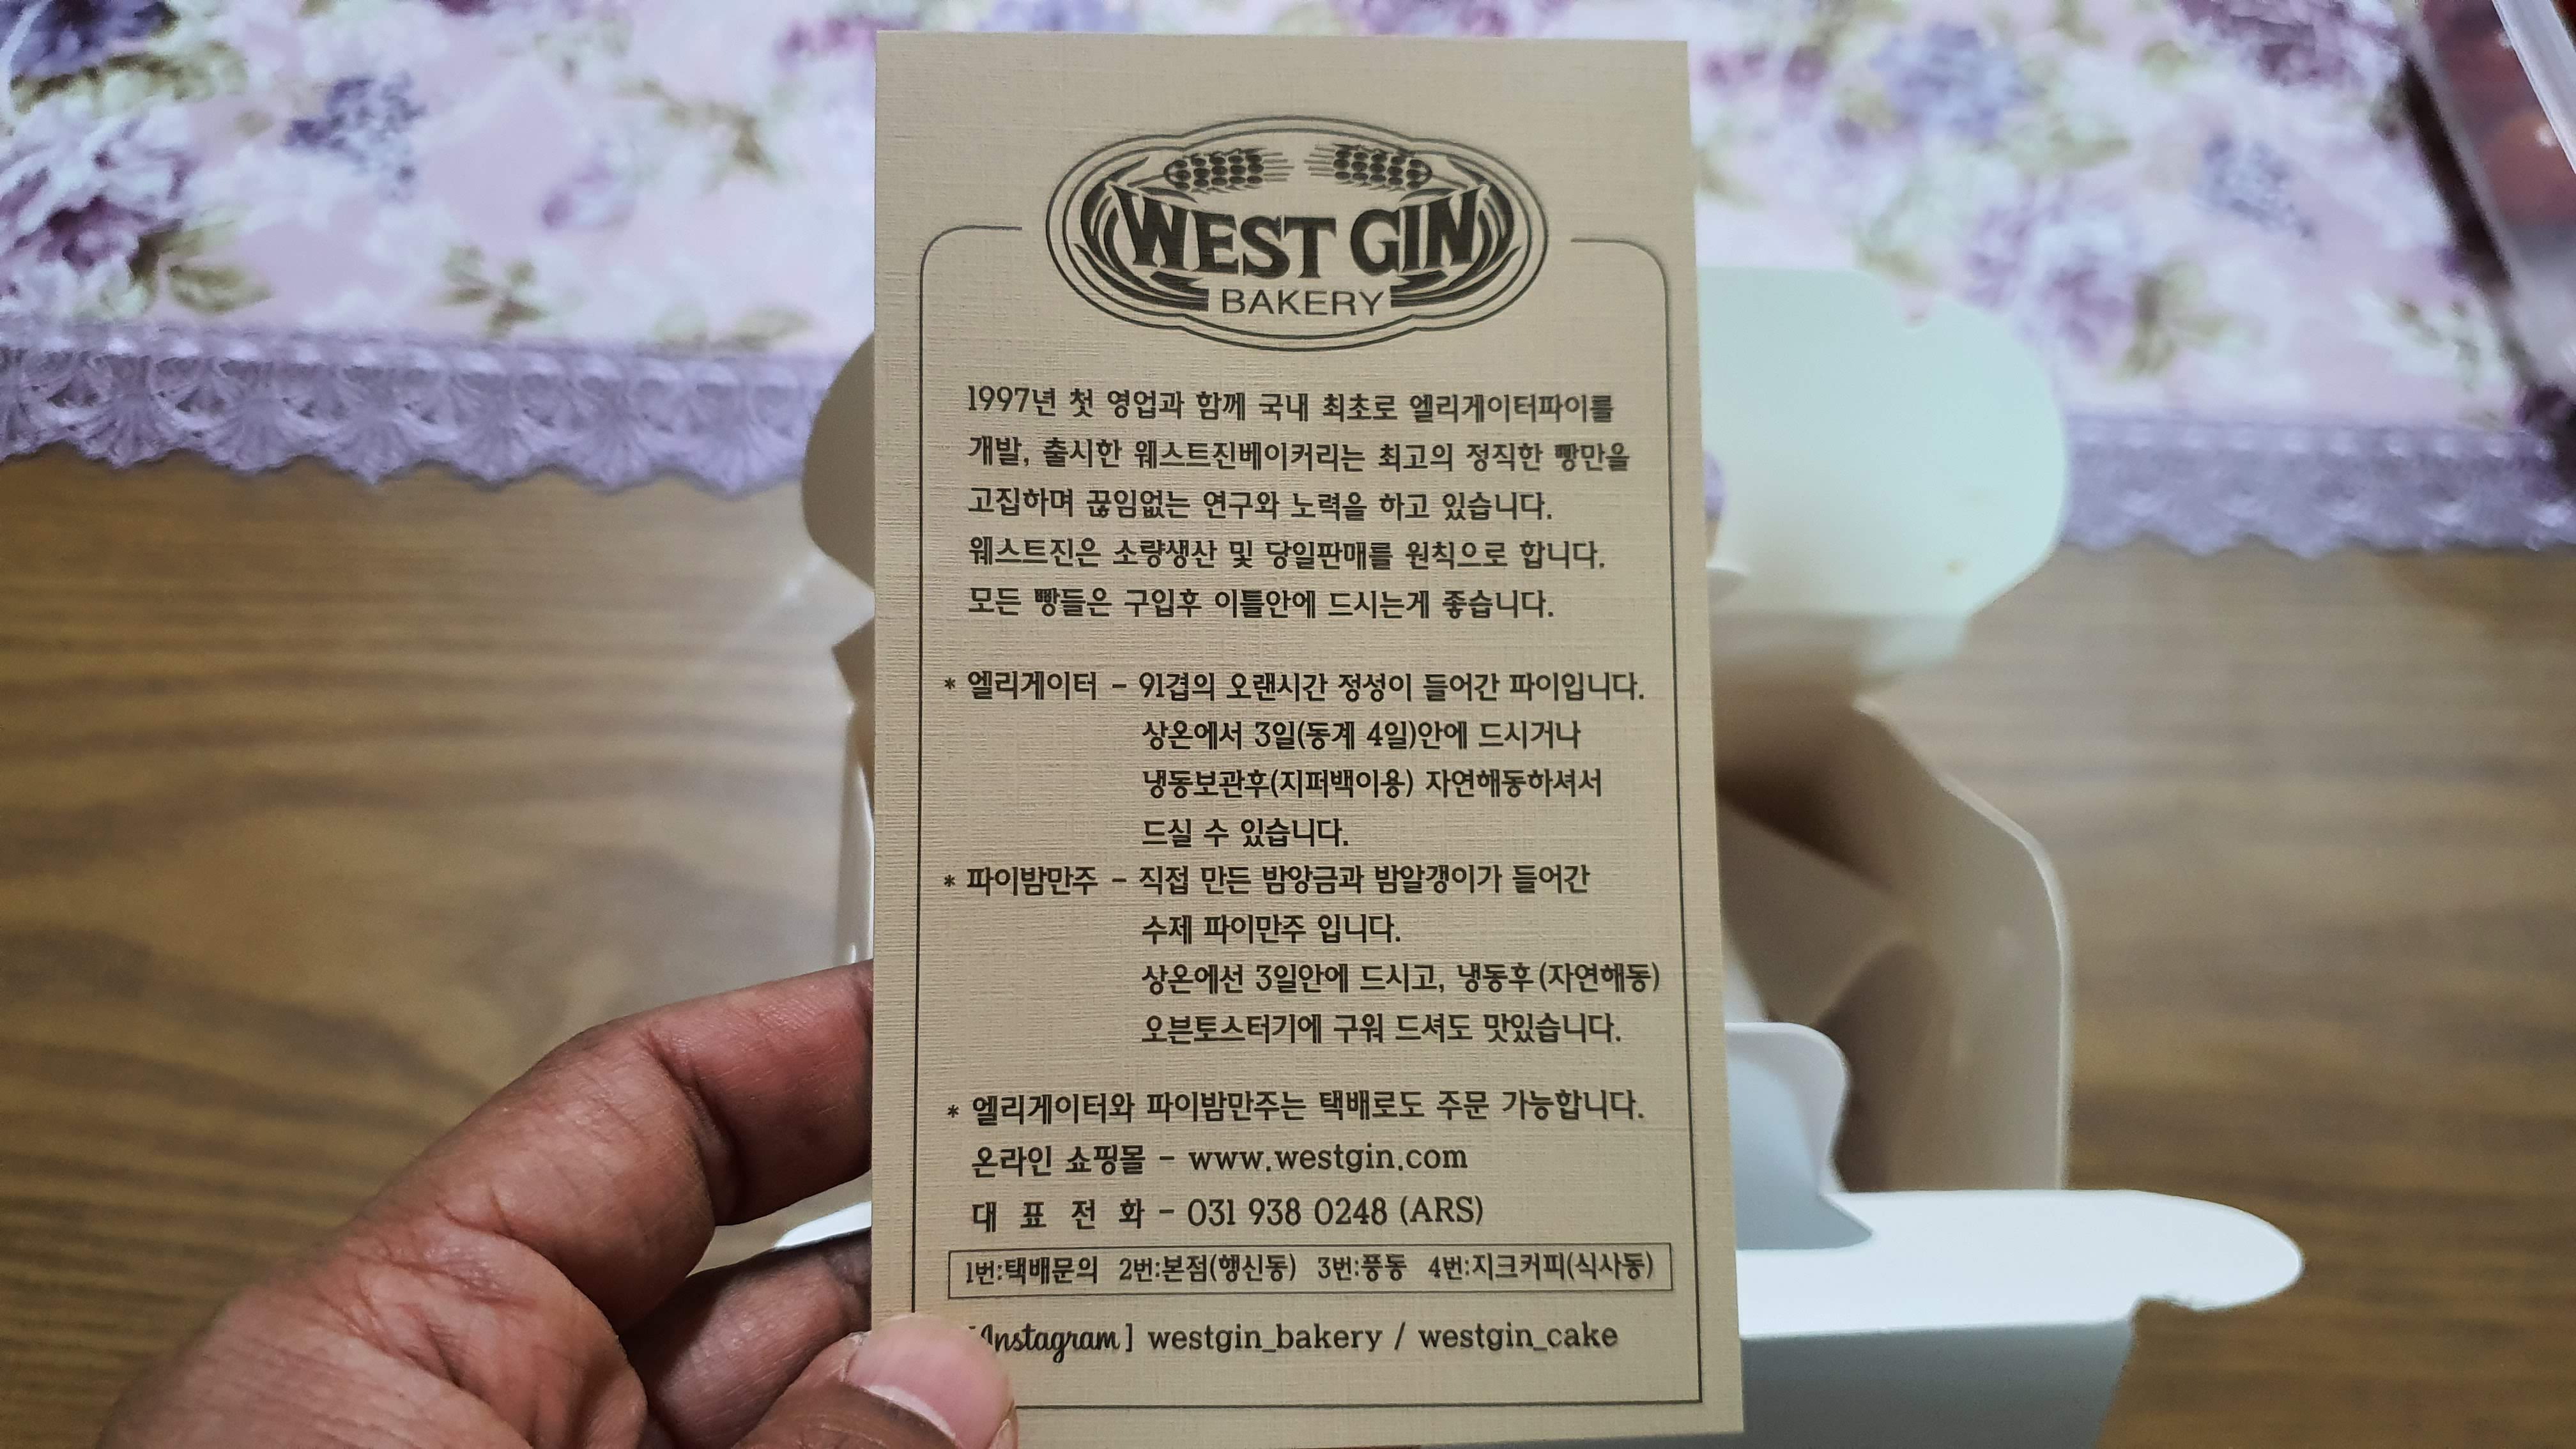 WEST GIN
BAKERY
1997년 첫 영업과 함께 국내 최초로 엘리게이터파이를
개발, 출시한 웨스트진베이커리는 최고의 정직한 빵만을
고집하며 끊임없는 연구와 노력을 하고 있습니다.
웨스트진은 소량생산 및 당일판매를 원칙으로 합니다.
모든 빵들은 구입후 이틀안에 드시는게 좋습니다.
* 엘리게이터 - 91겹의 오랜시간 정성이 들어간 파이입니다.
상온에서 3일(동계 4일)안에 드시거나
냉동보관후(지퍼백이용) 자연해동하셔서
드실 수 있습니다.
* 파이밤만주 - 직접 만든 밤앙금과 밤알갱이가 들어간
수제 파이만주 입니다.
상온에선 3일안에 드시고, 냉동후(자연해동)
오븐토스터기에 구워 드셔도 맛있습니다.
* 엘리게이터와 파이밤만주는 택배로도 주문 가능합니다.
온라인 쇼핑몰 - www.westgin.com
대 표 전 화 - 031 938 0248 (ARS)
1번:택배문의 2번:본점(행신동) 3번:풍동 4번:지크커피(식사동)
[Instagram] westgin_bakery / westgin_cake